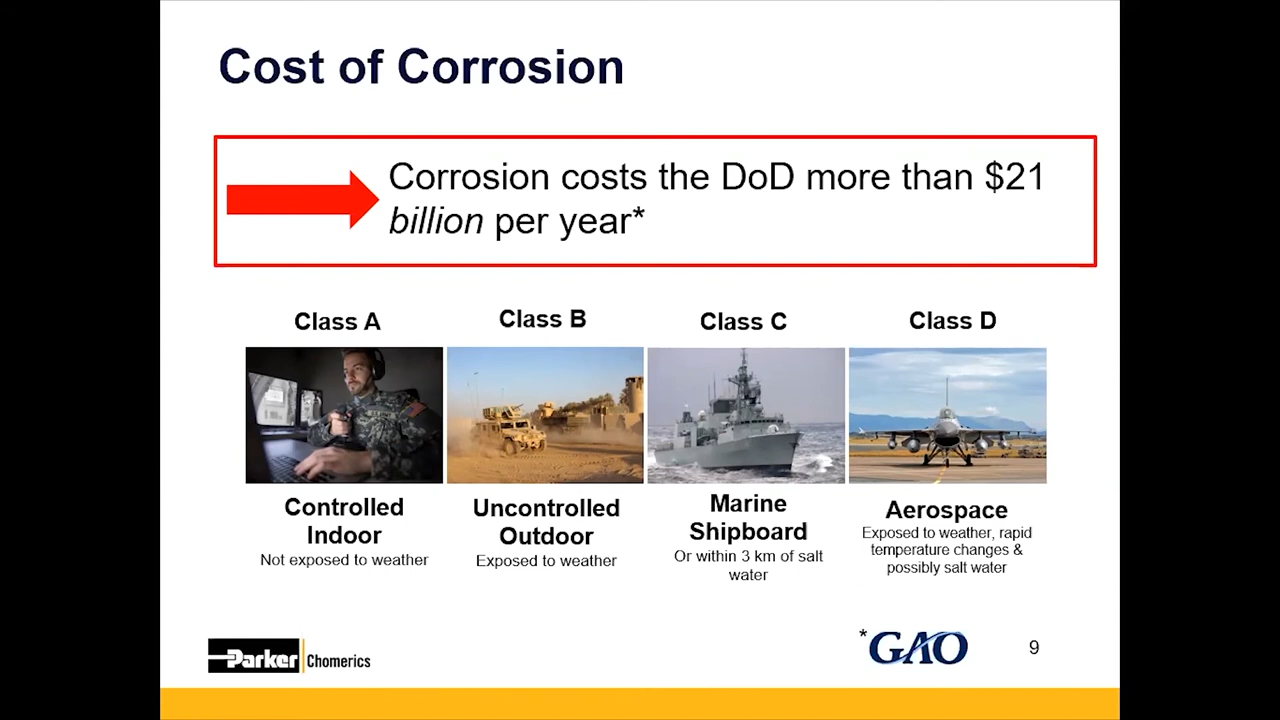 Cost of Corrosion
Corrosion costs the DoD more than $21
billion per year*
Class A
Class B
Class C
Class D
Controlled
Indoor
Not exposed to weather
Uncontrolled
Outdoor
Exposed to weather
Marine
Shipboard
Or within 3 km of salt
water
Aerospace
Exposed to weather, rapid
temperature changes &
possibly salt water
Parker Chomerics
*GAO
9